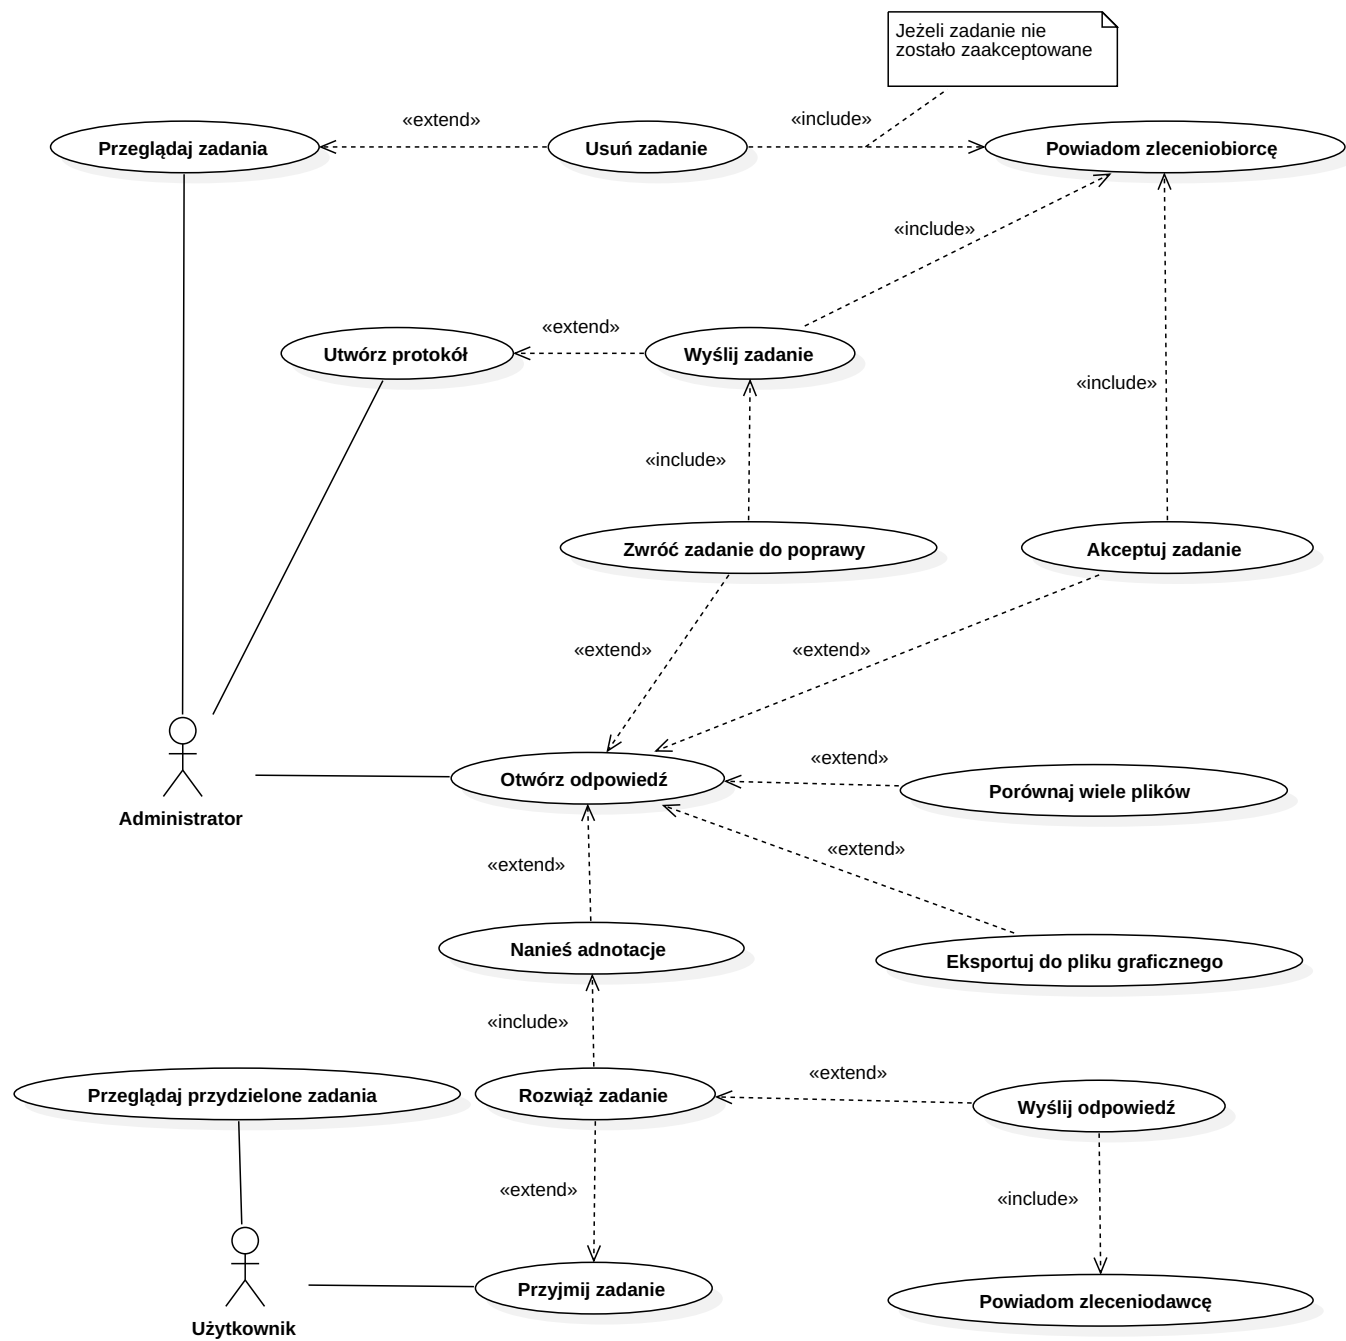 Jeżeli zadanie nie
zostało zaakceptowane
«extend»
«include»
Przeglądaj zadania
Usuń zadanie
Powiadom zleceniobiorcę
«include»
«extend»
Utwórz protokół
Wyślij zadanie
«include»
«include»
Zwróć zadanie do poprawy
Akceptuj zadanie
«extend»
«extend»
«extend»
Otwórz odpowiedź
Porównaj wiele plików
Administrator
«extend»
«extend»
Nanieś adnotacje
Eksportuj do pliku graficznego
«include»
«extend»
Przeglądaj przydzielone zadania
Rozwiąż zadanie
Wyślij odpowiedź
«extend»
«include»
Przyjmij zadanie
Powiadom zleceniodawcę
Użytkownik